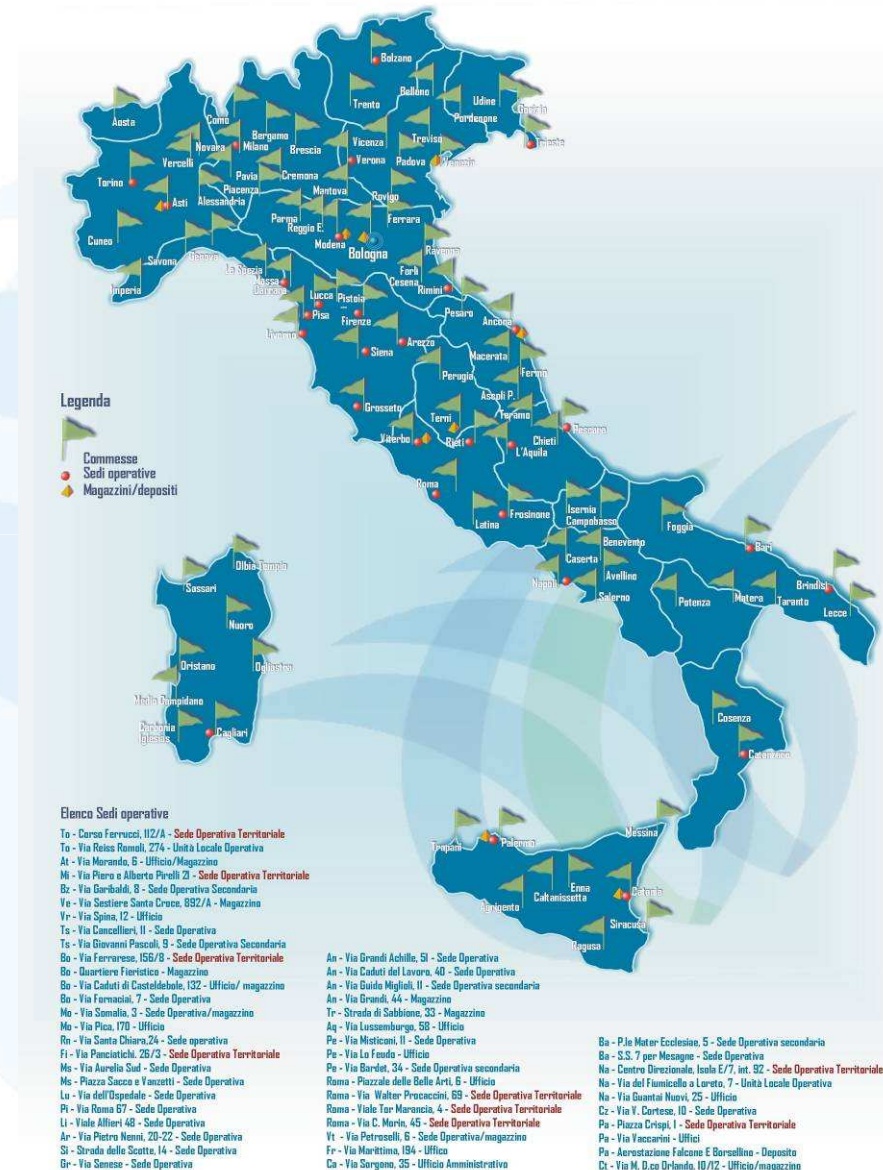 Bolzano
Trento
Belluno
Udine
Pordenone
Gorizia
Trieste
Aosta
Como
Bergamo
Brescia
Novara
Milano
Vercelli
Vicenza
Treviso
Verona
Padova
Venezia
Torino
Pavia
Cremona
Piacenza
Mantova
Rovigo
Asti
Alessandria
Parma
Reggio E.
Ferrara
Modena
Bologna
Cuneo
Savona
Genova
Ravenna
La Spezia
Forlì
Cesena
Imperia
Massa
Carrara
Rimini
Lucca
Pistoia
Pesaro
Pisa
Firenze
Ancona
Livorno
Arezzo
Siena
Macerata
Perugia
Fermo
Ascoli P.
Grosseto
Terni
Teramo
Viterbo
Rieti
Chieti
Pescara
L'Aquila
Legenda
Commesse
Sedi operative
Magazzini/depositi
Roma
Latina
Frosinone
Isernia
Campobasso
Foggia
Benevento
Bari
Caserta
Napoli
Avellino
Salerno
Potenza
Matera
Taranto
Brindisi
Lecce
Olbia Tempio
Sassari
Nuoro
Oristano
Ogliastra
Medio Campidano
Carbonia
Iglesias
Cagliari
Cosenza
Catanzaro
Messina
Trapani
Palermo
Enna
Caltanissetta
Catania
Agrigento
Siracusa
Ragusa
Elenco Sedi operative
To - Corso Ferrucci, 112/A - Sede Operativa Territoriale
To - Via Reiss Romoli, 274 - Unità Locale Operativa
At - Via Morando, 6 - Ufficio/Magazzino
Mi - Via Piero e Alberto Pirelli 21 - Sede Operativa Territoriale
Bz - Via Garibaldi, 8 - Sede Operativa Secondaria
Ve - Via Sestiere Santa Croce, 892/A - Magazzino
Vr - Via Spina, 12 - Ufficio
Ts - Via Cancellieri, 11 - Sede Operativa
Ts - Via Giovanni Pascoli, 9 - Sede Operativa Secondaria
Bo - Via Ferrarese, 156/8 - Sede Operativa Territoriale
Bo - Quartiere Fieristico - Magazzino
Bo - Via Caduti di Casteldebole, 132 - Ufficio/ magazzino
Bo - Via Fornaciai, 7 - Sede Operativa
Mo - Via Somalia, 3 - Sede Operativa/magazzino
Mo - Via Pica, 170 - Ufficio
Rn - Via Santa Chiara,24 - Sede operativa
Fi - Via Panciatichi. 26/3 - Sede Operativa Territoriale
Ms - Via Aurelia Sud - Sede Operativa
Ms - Piazza Sacco e Vanzetti - Sede Operativa
Lu - Via dell'Ospedale - Sede Operativa
Pi - Via Roma 67 - Sede Operativa
Li - Viale Alfieri 48 - Sede Operativa
Ar - Via Pietro Nenni, 20-22 - Sede Operativa
Si - Strada delle Scotte, 14 - Sede Operativa
Gr - Via Senese - Sede Operativa
An - Via Grandi Achille, 51 - Sede Operativa
An - Via Caduti del Lavoro, 40 - Sede Operativa
An - Via Guido Miglioli, 11 - Sede Operativa secondaria
An - Via Grandi, 44 - Magazzino
Tr - Strada di Sabbione, 33 - Magazzino
Aq - Via Lussemburgo, 58 - Ufficio
Pe - Via Misticoni, 11 - Sede Operativa
Pe - Via Lo Feudo - Ufficio
Pe - Via Bardet, 34 - Sede Operativa secondaria
Roma - Piazzale delle Belle Arti, 6 - Ufficio
Roma - Via Walter Procaccini, 69 - Sede Operativa Territoriale
Roma - Viale Tor Marancia, 4 - Sede Operativa Territoriale
Roma - Via C. Morin, 45 - Sede Operativa Territoriale
Vt - Via Petroselli, 6 - Sede Operativa/magazzino
Fr - Via Marittima, 194 - Ufficio
Ca - Via Sorgono, 35 - Ufficio Amministrativo
Ba - P.le Mater Ecclesiae, 5 - Sede Operativa secondaria
Ba - S.S. 7 per Mesagne - Sede Operativa
Na - Centro Direzionale, Isola E/7, int. 92 - Sede Operativa Territoriale
Na - Via del Fiumicello a Loreto, 7 - Unità Locale Operativa
Na - Via Guantai Nuovi, 25 - Ufficio
Cz - Via V. Cortese, 10 - Sede Operativa
Pa - Piazza Crispi, 1 - Sede Operativa Territoriale
Pa - Via Vaccarini - Uffici
Pa - Aerostazione Falcone E Borsellino - Deposito
Ct - Via M. D.co Orlando, 10/12 - Ufficio/magazzino